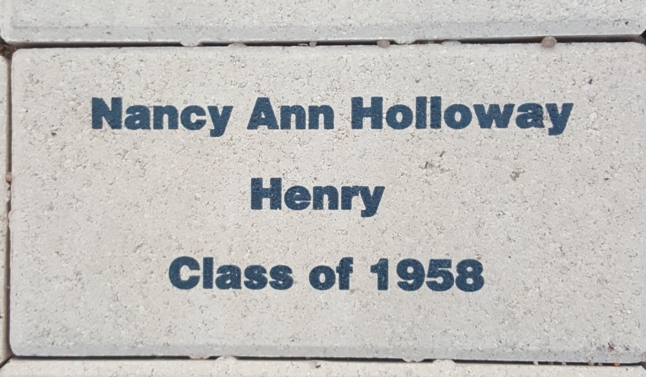 Nancy Ann Holloway
Henry
Class of 1958